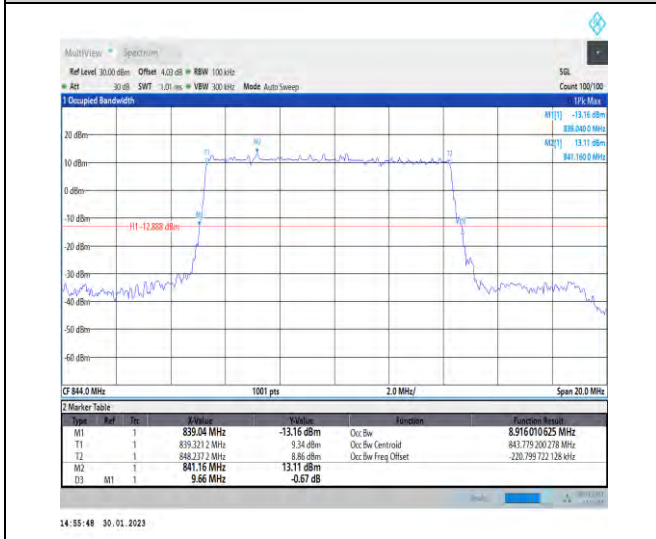 MultiView Spectrum
Ref Level 30.00 dBm Offset 4.03 dB RBW 100 kHz SGL
Att 30 dB SWT 1.01 ms VBW 300 kHz Mode Auto Sweep Count 100/100
1 Occupied Bandwidth 1Pk Max
M1[1] -13.16 dBm
839.040 0 MHz
M2[1] 13.11 dBm
841.160 0 MHz
20 dBm
M2
T1 T2
10 dBm
0 dBm
-10 dBm
M1 D3
H1 -12.888 dBm
-20 dBm
-30 dBm
-40 dBm
-50 dBm
-60 dBm
CF 844.0 MHz 1001 pts 2.0 MHz/ Span 20.0 MHz
2 Marker Table
Type Ref Trc X-Value Y-Value Function Function Result
M1 1 839.04 MHz -13.16 dBm Occ Bw 8.916 010 625 MHz
T1 1 839.321 2 MHz 9.34 dBm Occ Bw Centroid 843.779 200 278 MHz
T2 1 848.237 2 MHz 8.86 dBm Occ Bw Freq Offset -220.799 722 128 kHz
M2 1 841.16 MHz 13.11 dBm
D3 M1 1 9.66 MHz -0.67 dB
14:55:48 30.01.2023